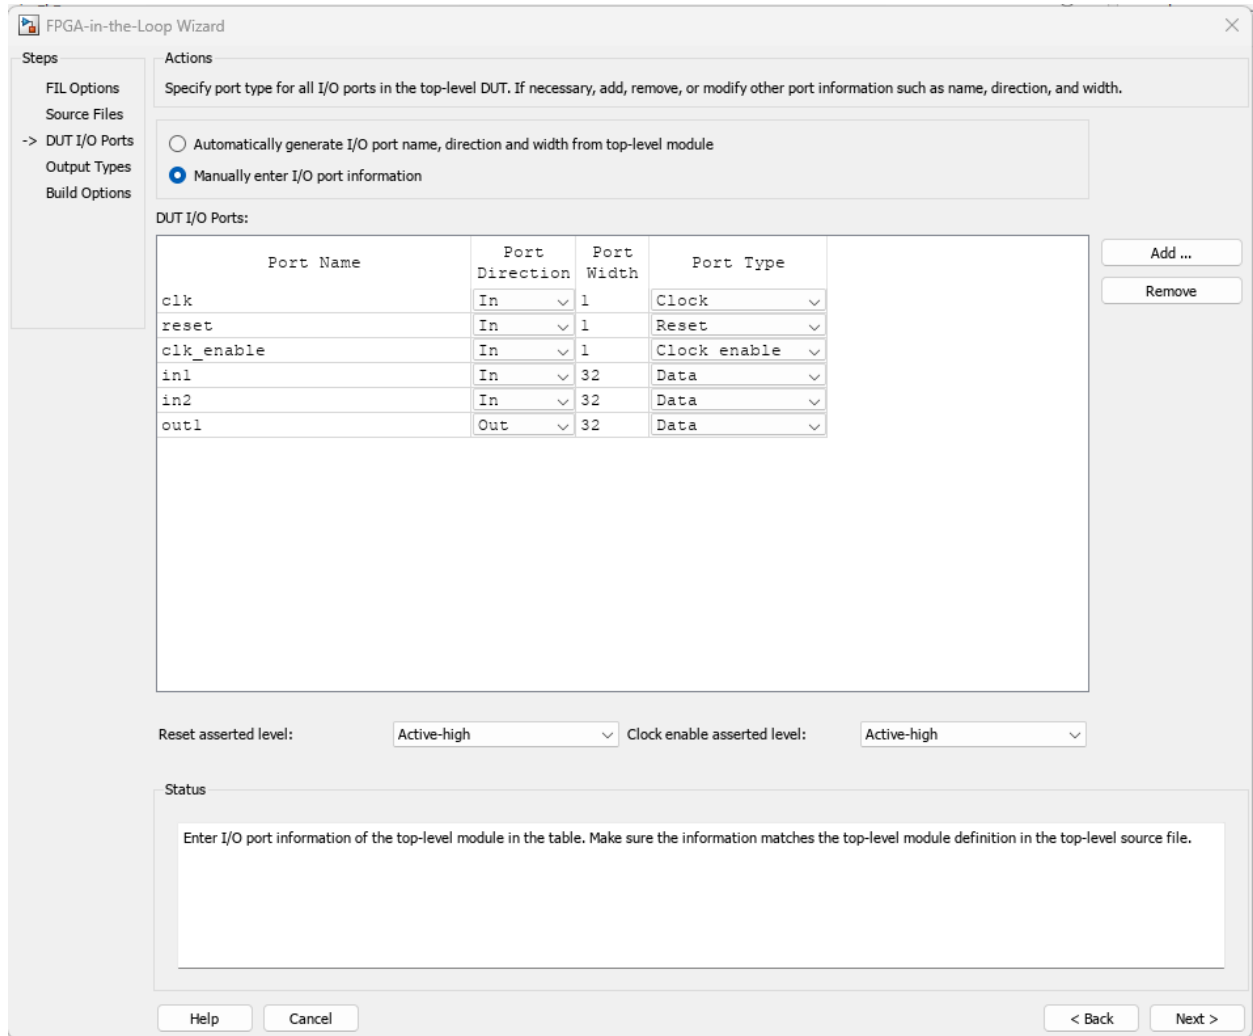 FPGA-in-the-Loop Wizard
Steps
FIL Options
Source Files
-> DUT I/O Ports
Output Types
Build Options
Actions
Specify port type for all I/O ports in the top-level DUT. If necessary, add, remove, or modify other port information such as name, direction, and width.
Automatically generate I/O port name, direction and width from top-level module
Manually enter I/O port information
DUT I/O Ports:
Port Name Port Direction Port Width Port Type
clk In 1 Clock
reset In 1 Reset
clk_enable In 1 Clock enable
in1 In 32 Data
in2 In 32 Data
out1 Out 32 Data
Add ...
Remove
Reset asserted level: Active-high Clock enable asserted level: Active-high
Status
Enter I/O port information of the top-level module in the table. Make sure the information matches the top-level module definition in the top-level source file.
Help Cancel < Back Next >